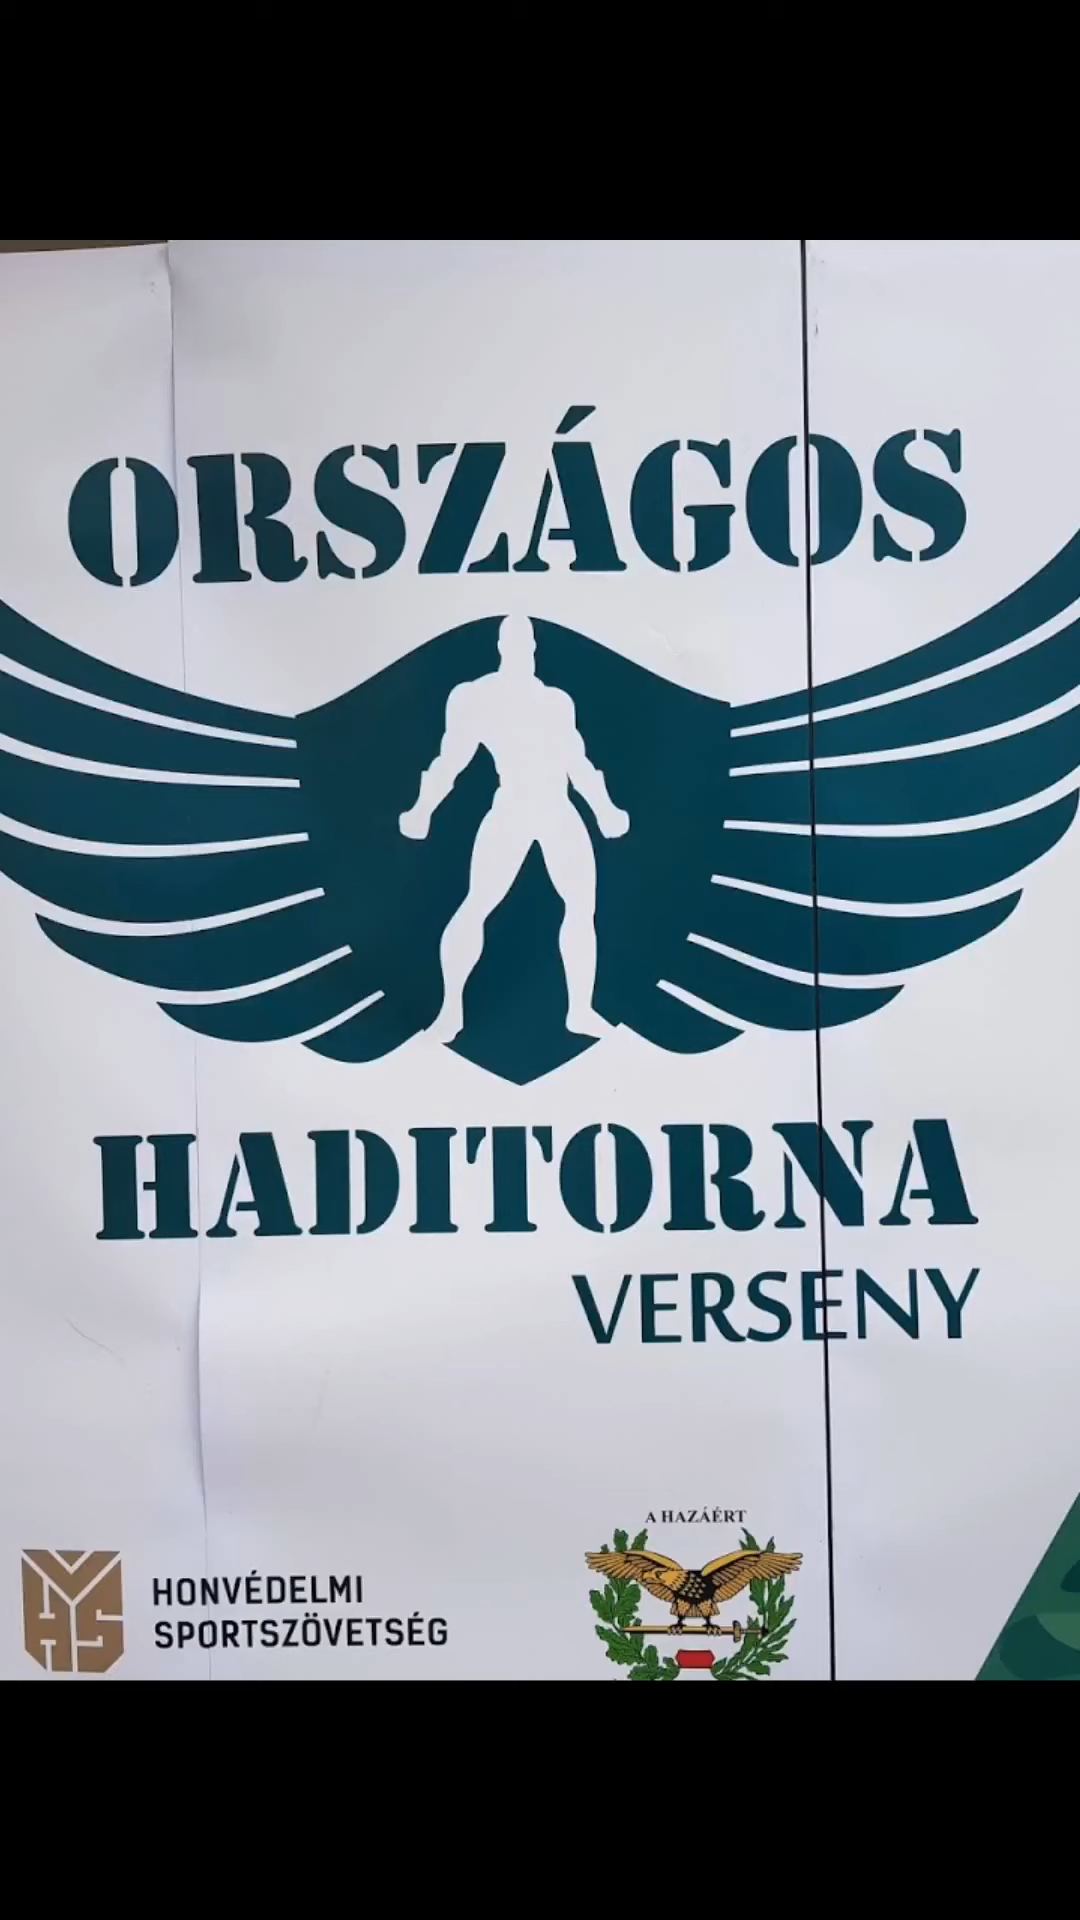 ORSZÁGOS
HADITORNA
VERSENY
A HAZÁÉRT
HONVÉDELMI
SPORTSZÖVETSÉG